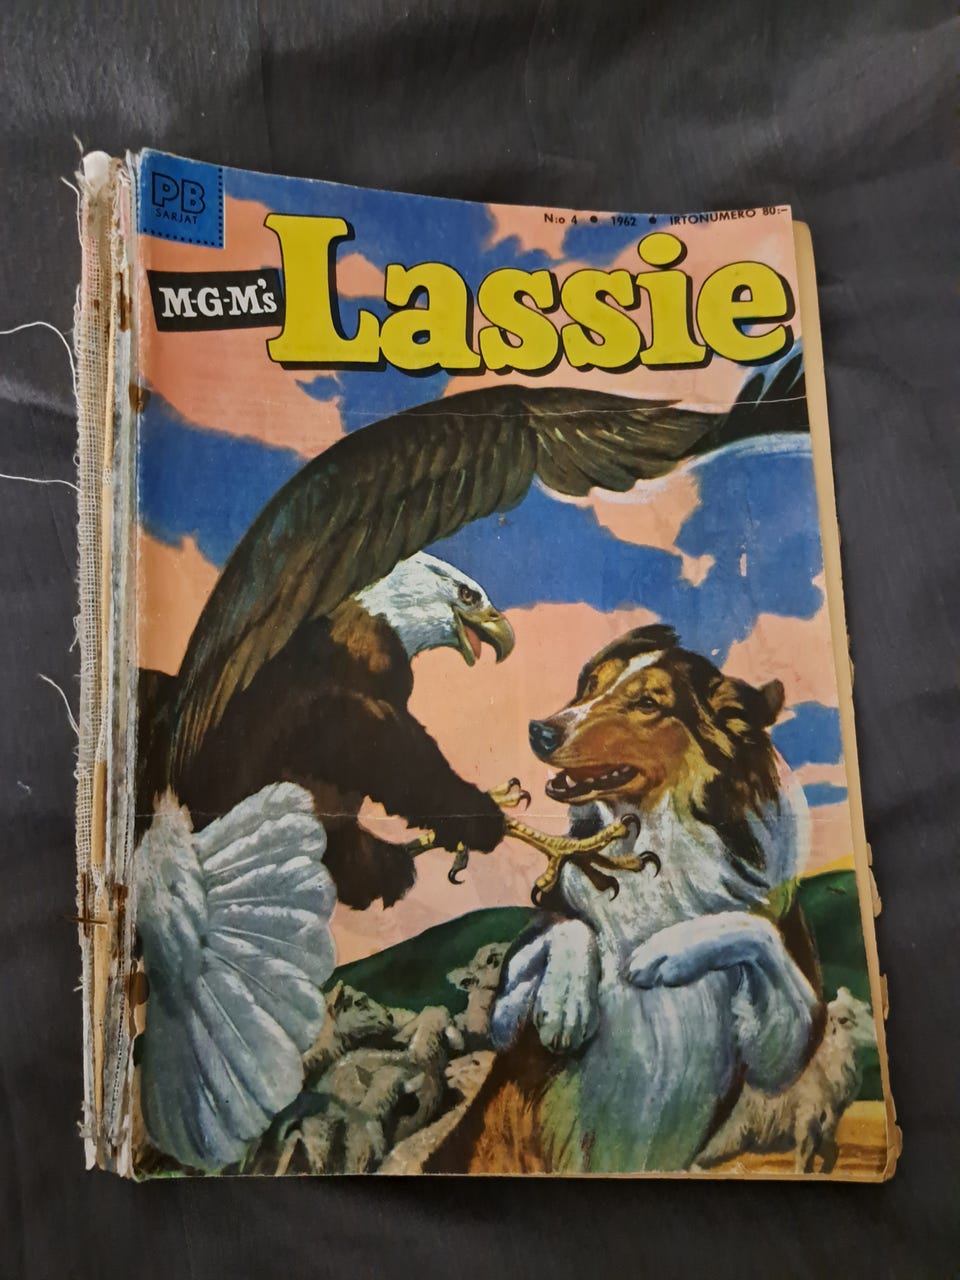 PB
SARJAT
N:o 4 • 1962 • IRTONUMERO 80:-
M-G-M's
Lassie